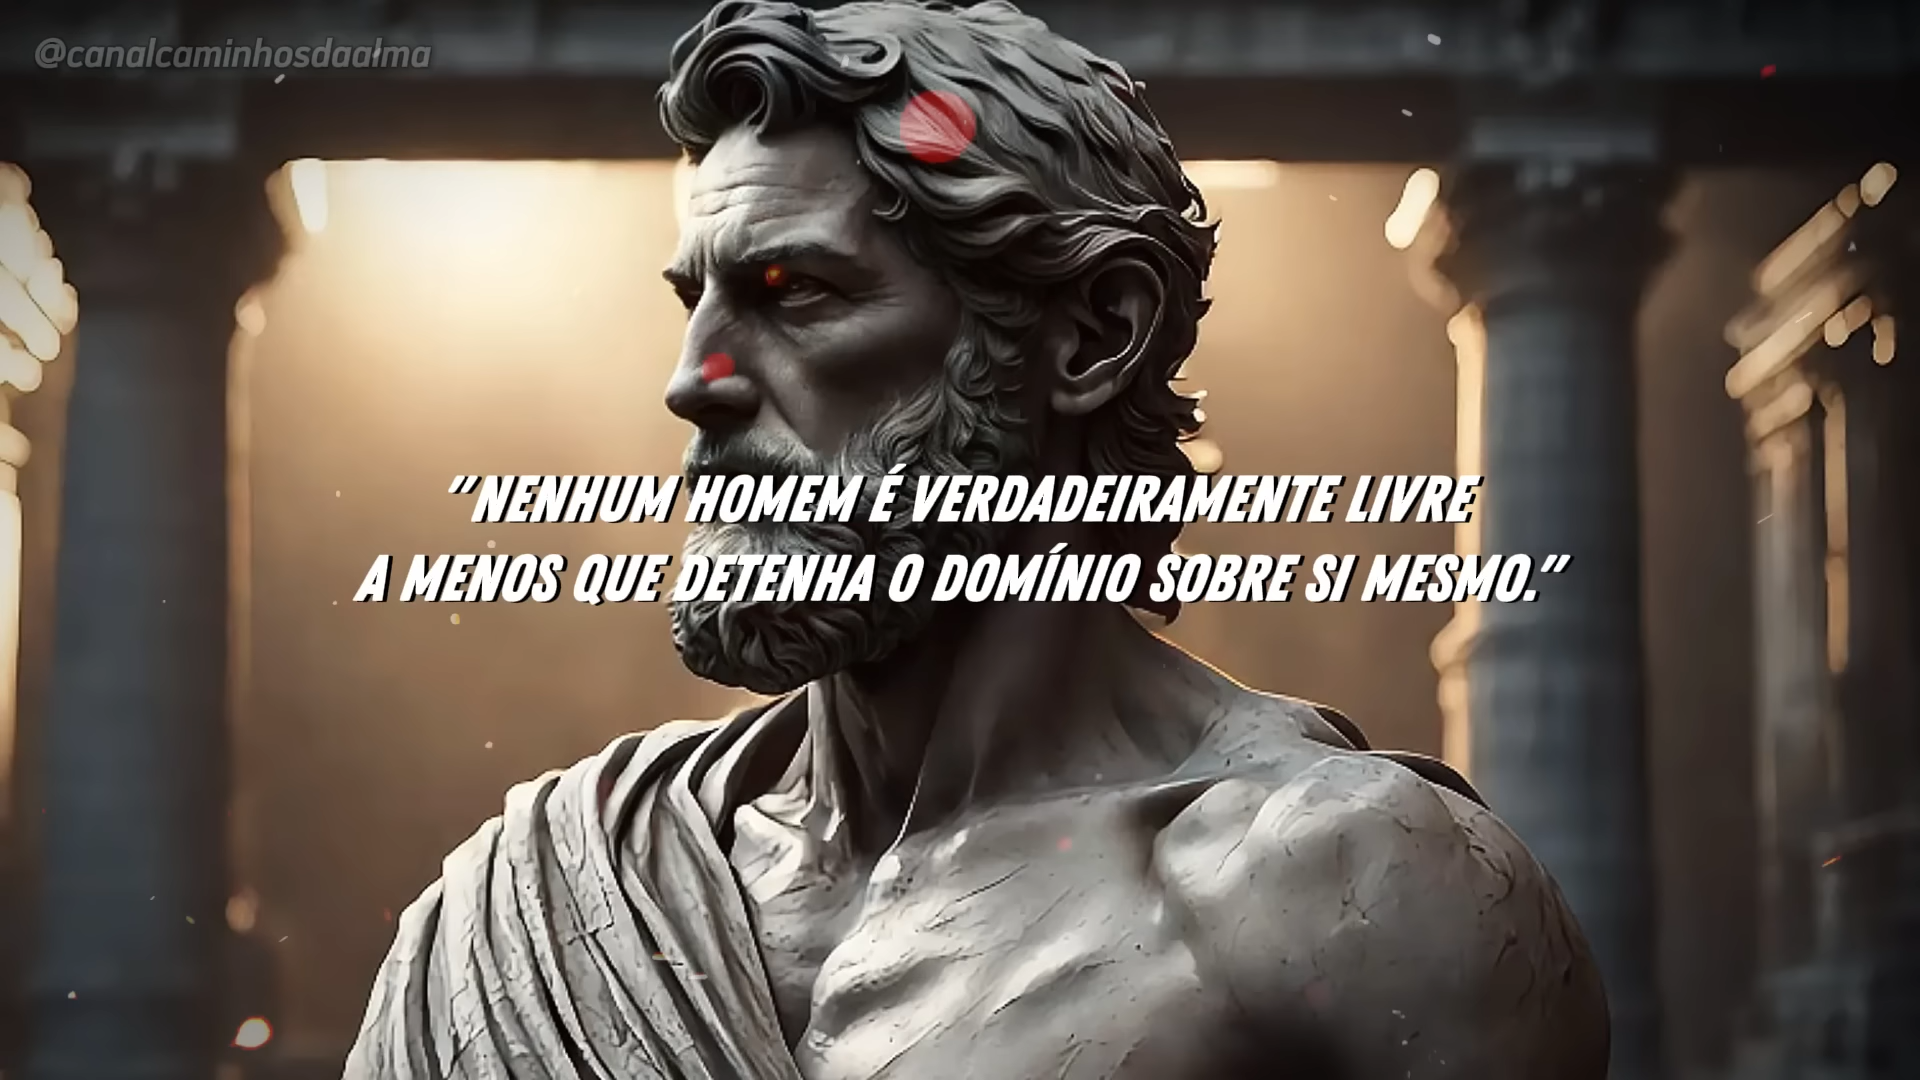 @canalcaminhosdaalma
"NENHUM HOMEM É VERDADEIRAMENTE LIVRE
A MENOS QUE DETENHA O DOMÍNIO SOBRE SI MESMO."